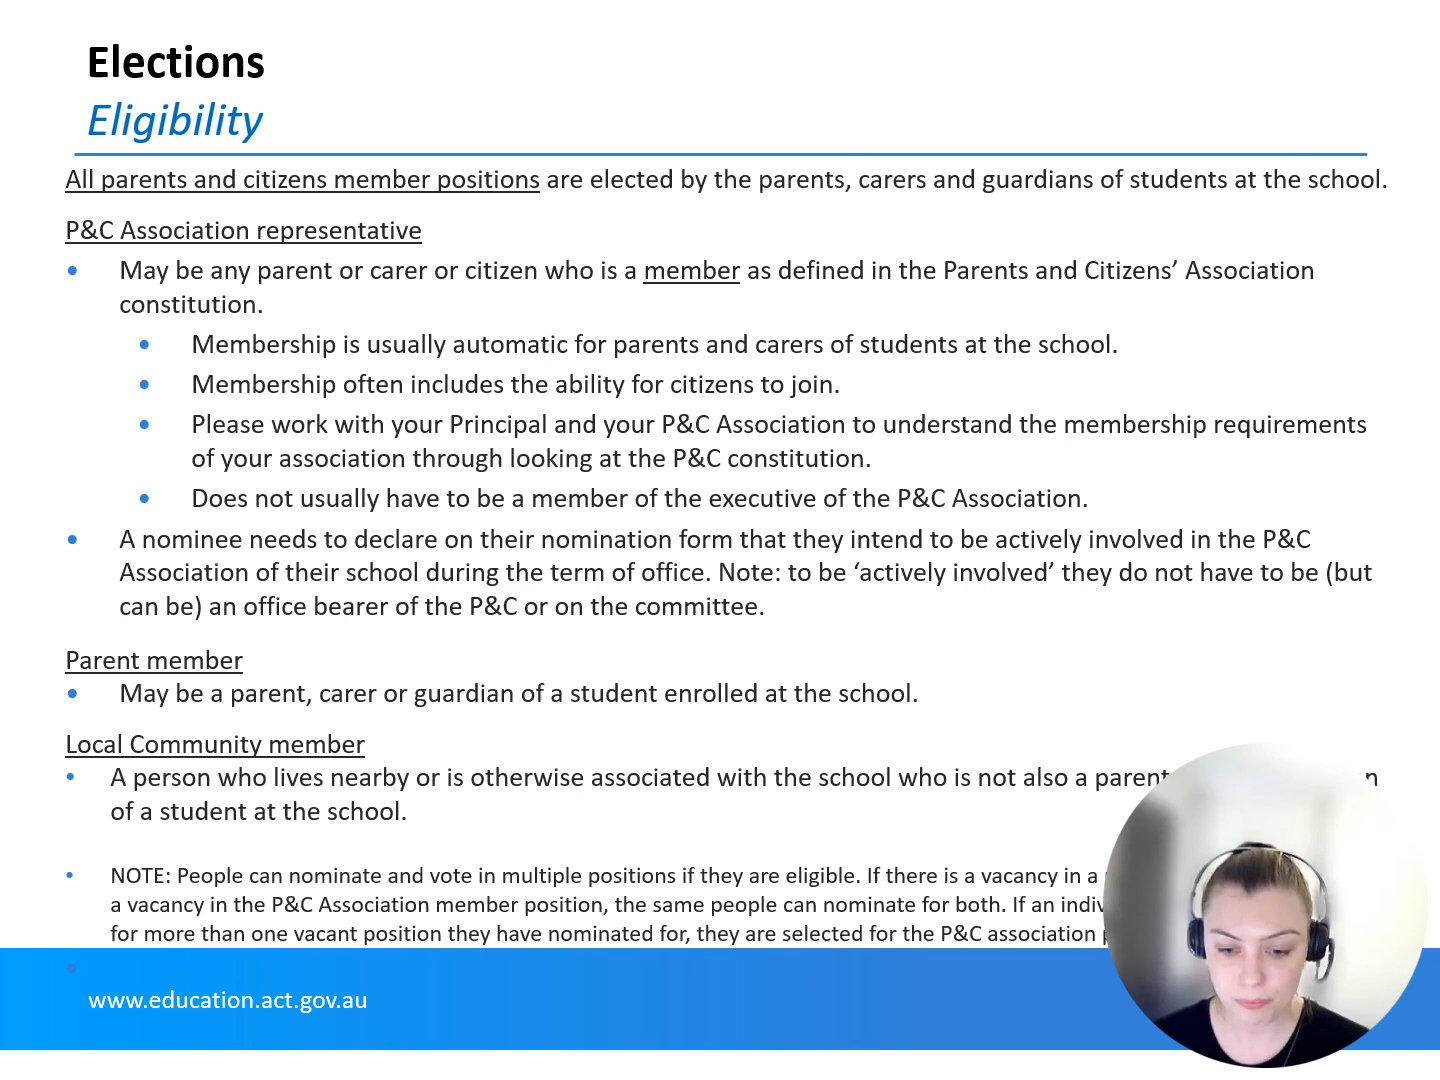 Elections
Eligibility
All parents and citizens member positions are elected by the parents, carers and guardians of students at the school.
P&C Association representative
• May be any parent or carer or citizen who is a member as defined in the Parents and Citizens’ Association
constitution.
• Membership is usually automatic for parents and carers of students at the school.
• Membership often includes the ability for citizens to join.
• Please work with your Principal and your P&C Association to understand the membership requirements
of your association through looking at the P&C constitution.
• Does not usually have to be a member of the executive of the P&C Association.
• A nominee needs to declare on their nomination form that they intend to be actively involved in the P&C
Association of their school during the term of office. Note: to be ‘actively involved’ they do not have to be (but
can be) an office bearer of the P&C or on the committee.
Parent member
• May be a parent, carer or guardian of a student enrolled at the school.
Local Community member
• A person who lives nearby or is otherwise associated with the school who is not also a parent
of a student at the school.
• NOTE: People can nominate and vote in multiple positions if they are eligible. If there is a vacancy in a
a vacancy in the P&C Association member position, the same people can nominate for both. If an
for more than one vacant position they have nominated for, they are selected for the P&C association
www.education.act.gov.au